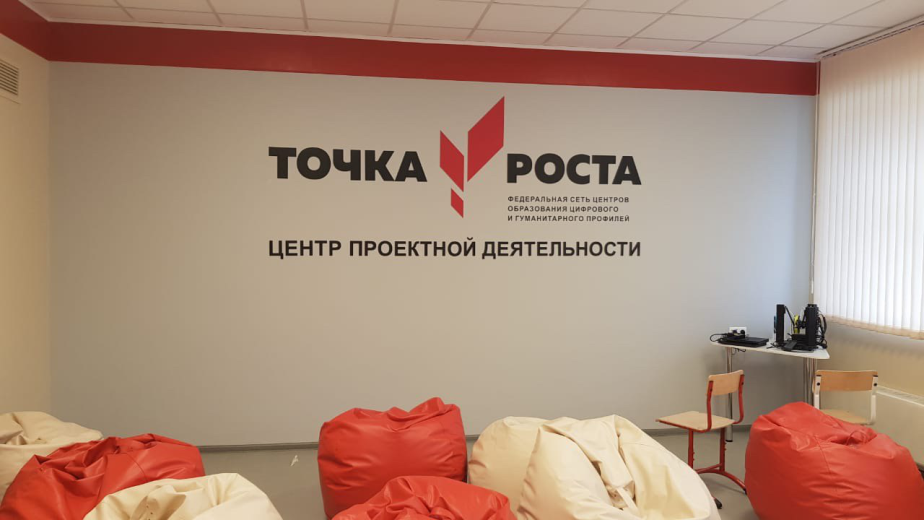 ТОЧКА РОСТА
ФЕДЕРАЛЬНАЯ СЕТЬ ЦЕНТРОВ
ОБРАЗОВАНИЯ ЦИФРОВОГО
И ГУМАНИТАРНОГО ПРОФИЛЕЙ
ЦЕНТР ПРОЕКТНОЙ ДЕЯТЕЛЬНОСТИ